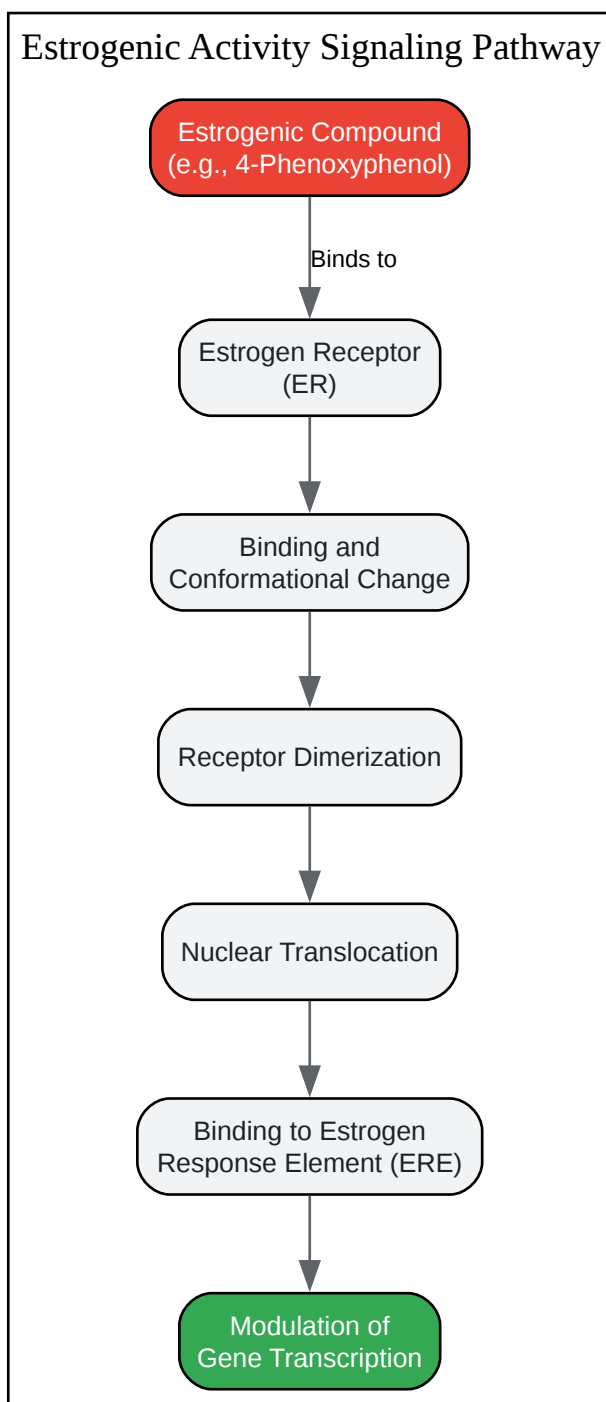 Estrogenic Activity Signaling Pathway
Estrogenic Compound
(e.g., 4-Phenoxyphenol)
Binds to
Estrogen Receptor
(ER)
Binding and
Conformational Change
Receptor Dimerization
Nuclear Translocation
Binding to Estrogen
Response Element (ERE)
Modulation of
Gene Transcription